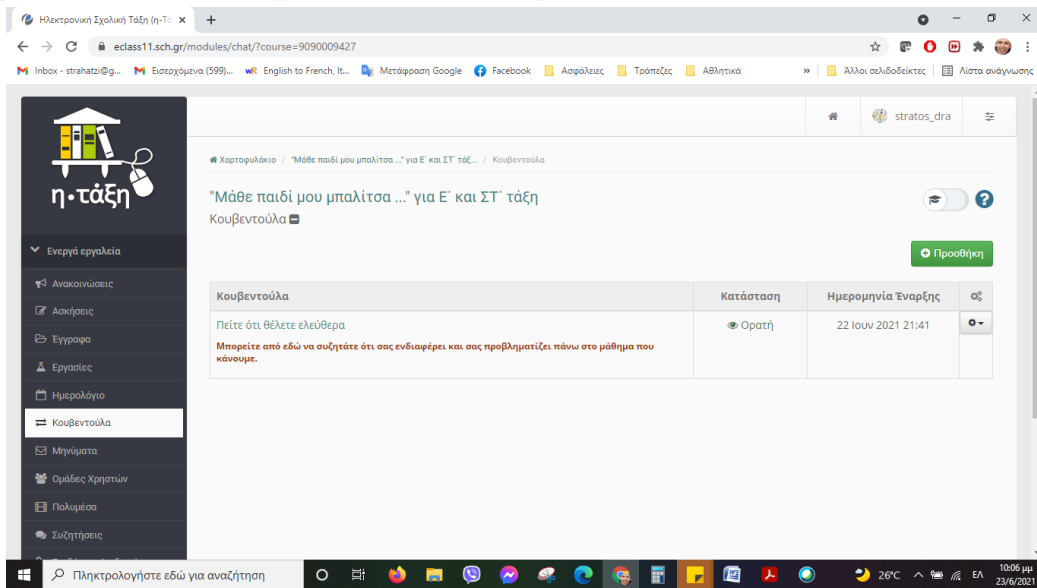 Ηλεκτρονική Σχολική Τάξη (η-Τά
eclass11.sch.gr/modules/chat/?course=9090009427
Inbox - strahatzi@g...
Εισερχόμενα (599)...
English to French, It...
Μετάφραση Google
Facebook
Ασφάλειες
Τράπεζες
Αθλητικά
»
Άλλοι σελιδοδείκτες
Λίστα ανάγνωσης
η·τάξη
stratos_dra
Χαρτοφυλάκιο / "Μάθε παιδί μου μπαλίτσα ..." για Ε΄ και ΣΤ΄ τάξ... / Κουβεντούλα
"Μάθε παιδί μου μπαλίτσα ..." για Ε΄ και ΣΤ΄ τάξη
Κουβεντούλα
Προσθήκη
Ενεργά εργαλεία
Ανακοινώσεις
Ασκήσεις
Έγγραφα
Εργασίες
Ημερολόγιο
Κουβεντούλα
Μηνύματα
Ομάδες Χρηστών
Πολυμέσα
Συζητήσεις
Κουβεντούλα Κατάσταση Ημερομηνία Έναρξης
Πείτε ότι θέλετε ελεύθερα Ορατή 22 Ιουν 2021 21:41
Μπορείτε από εδώ να συζητάτε ότι σας ενδιαφέρει και σας προβληματίζει πάνω στο μάθημα που
κάνουμε.
Πληκτρολογήστε εδώ για αναζήτηση
26°C
ΕΛ
10:06 μμ
23/6/2021